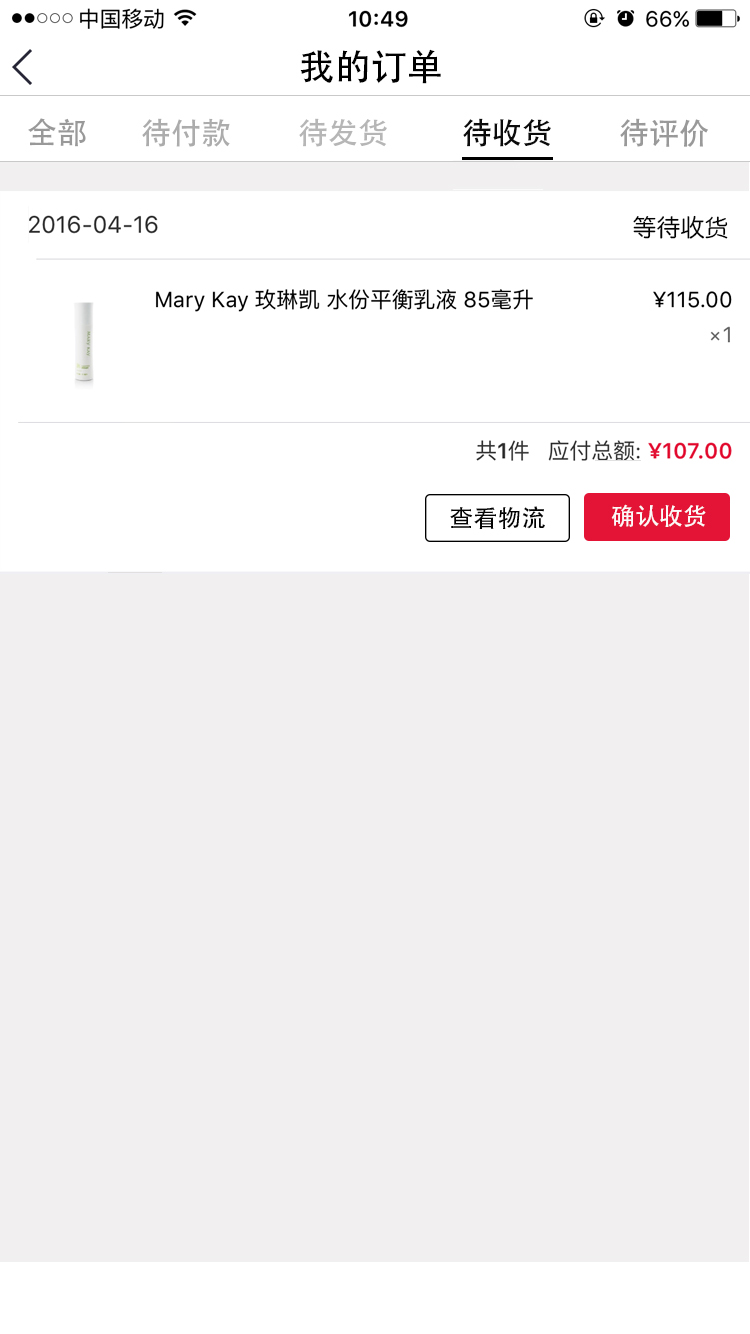 中国移动 10:49 66%
我的订单
全部 待付款 待发货 待收货 待评价
2016-04-16 等待收货
Mary Kay 玫琳凯 水份平衡乳液 85毫升 ¥115.00
×1
共1件 应付总额: ¥107.00
查看物流 确认收货